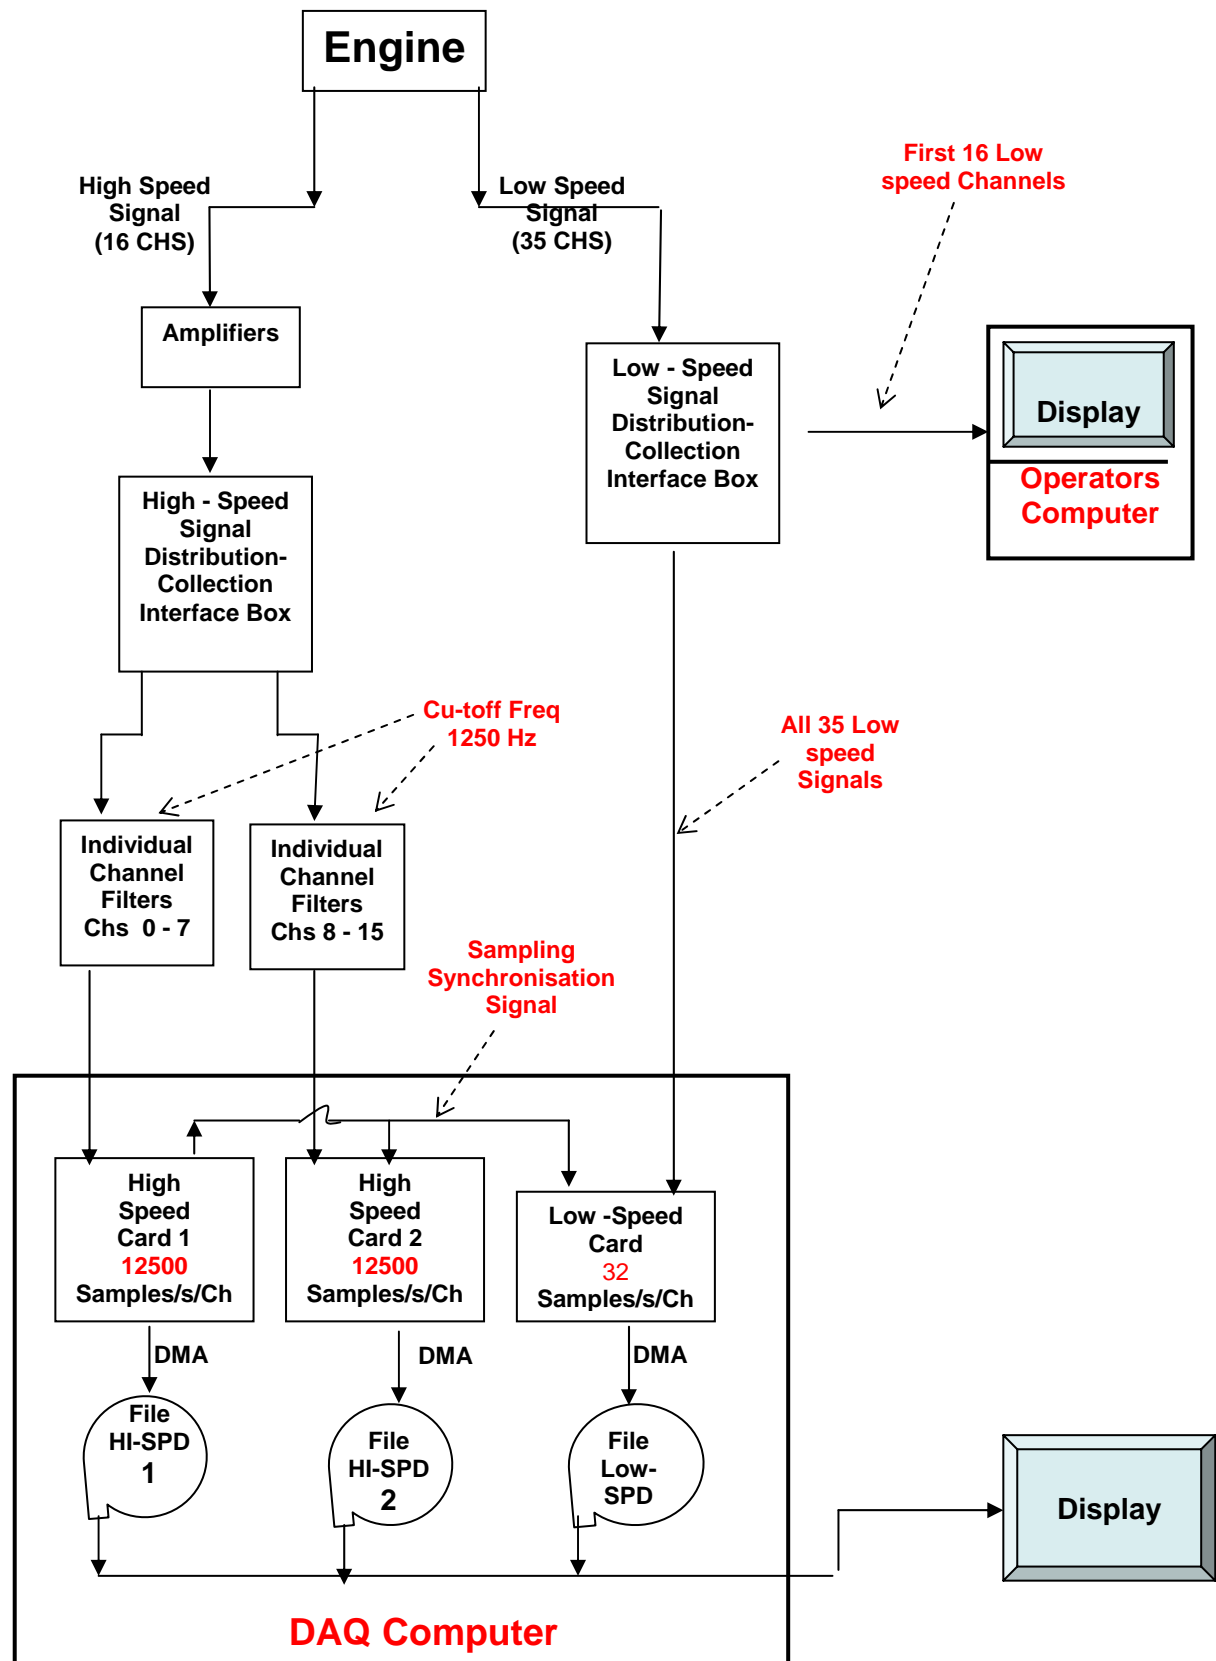 Engine
High Speed
Signal
(16 CHS)
Low Speed
Signal
(35 CHS)
First 16 Low
speed Channels
Amplifiers
Low - Speed
Signal
Distribution-
Collection
Interface Box
Display
Operators
Computer
High - Speed
Signal
Distribution-
Collection
Interface Box
Cu-toff Freq
1250 Hz
All 35 Low
speed
Signals
Individual
Channel
Filters
Chs 0 - 7
Individual
Channel
Filters
Chs 8 - 15
Sampling
Synchronisation
Signal
High
Speed
Card 1
12500
Samples/s/Ch
High
Speed
Card 2
12500
Samples/s/Ch
Low -Speed
Card
32
Samples/s/Ch
DMA
DMA
DMA
File
HI-SPD
1
File
HI-SPD
2
File
Low-
SPD
Display
DAQ Computer